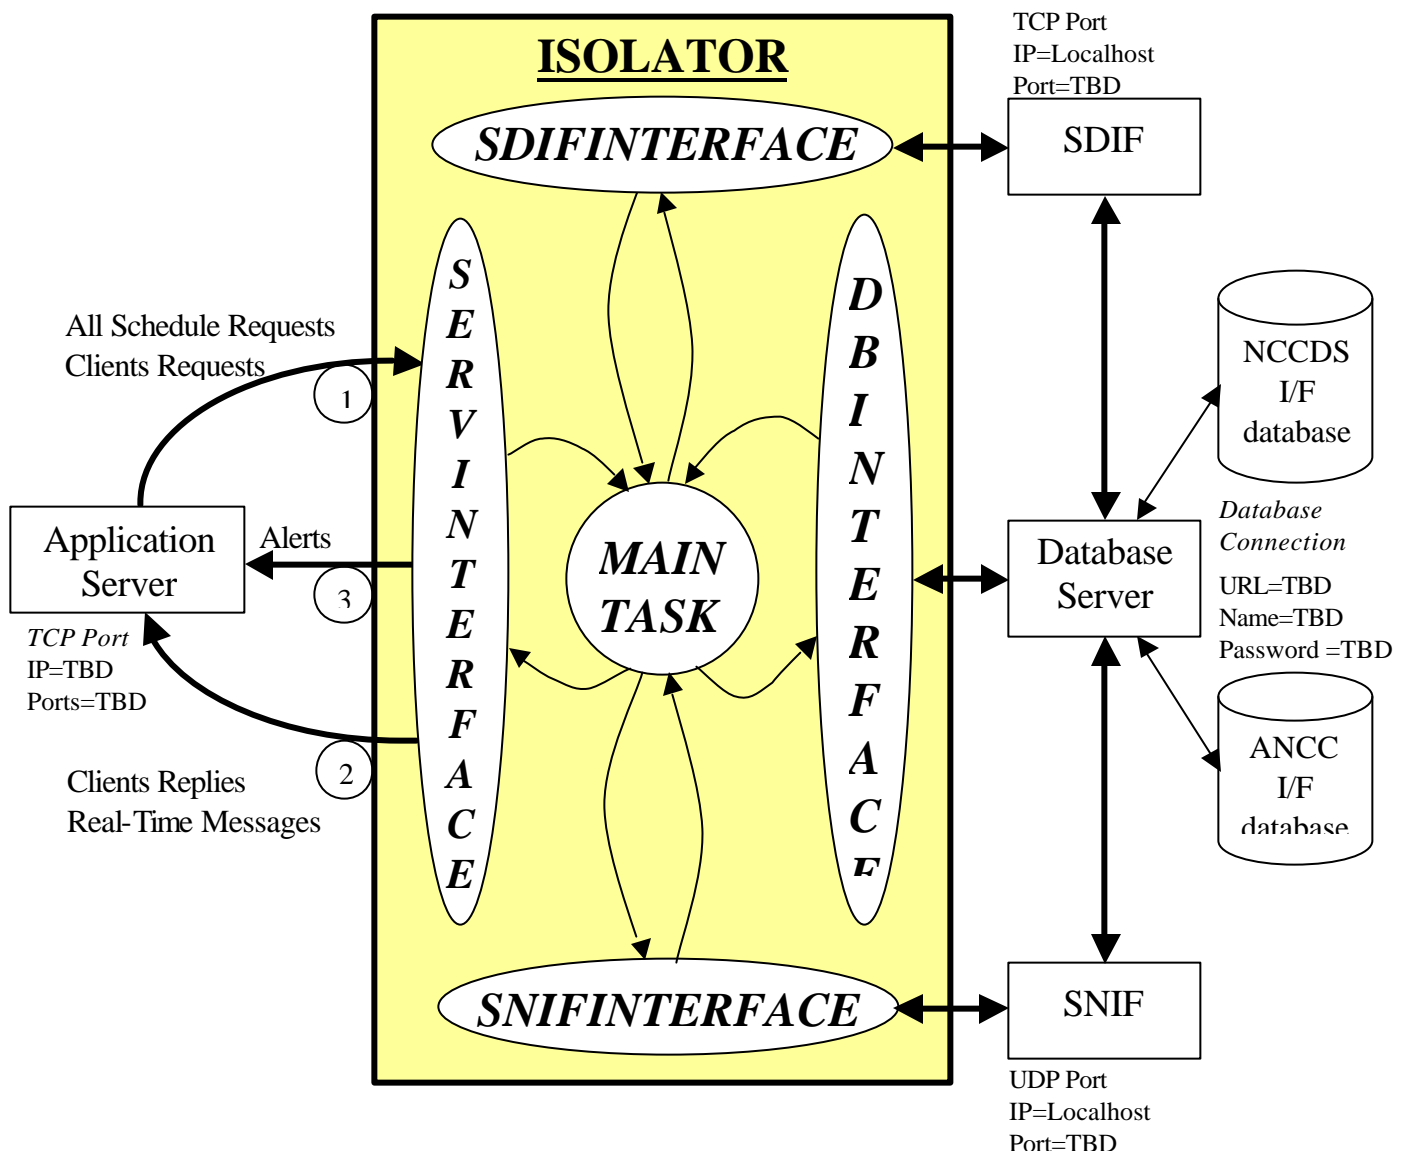 ISOLATOR
TCP Port
IP=Localhost
Port=TBD
SDIFINTERFACE
SDIF
All Schedule Requests
Clients Requests
1
SERVINTERFACE
DBINTERFACE
NCCDS
I/F
database
Application
Server
Alerts
3
MAIN
TASK
Database
Server
Database
Connection
URL=TBD
Name=TBD
Password =TBD
TCP Port
IP=TBD
Ports=TBD
2
Clients Replies
Real-Time Messages
ANCC
I/F
database
SNIFINTERFACE
SNIF
UDP Port
IP=Localhost
Port=TBD